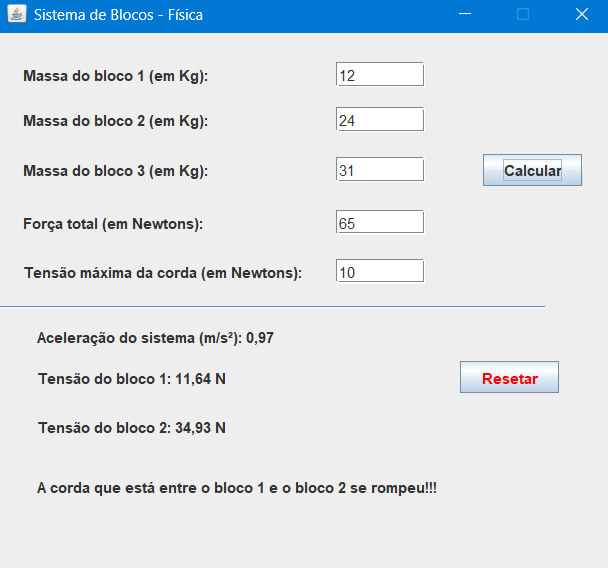 Sistema de Blocos - Física
Massa do bloco 1 (em Kg): 12
Massa do bloco 2 (em Kg): 24
Massa do bloco 3 (em Kg): 31 Calcular
Força total (em Newtons): 65
Tensão máxima da corda (em Newtons): 10
Aceleração do sistema (m/s²): 0,97
Tensão do bloco 1: 11,64 N Resetar
Tensão do bloco 2: 34,93 N
A corda que está entre o bloco 1 e o bloco 2 se rompeu!!!